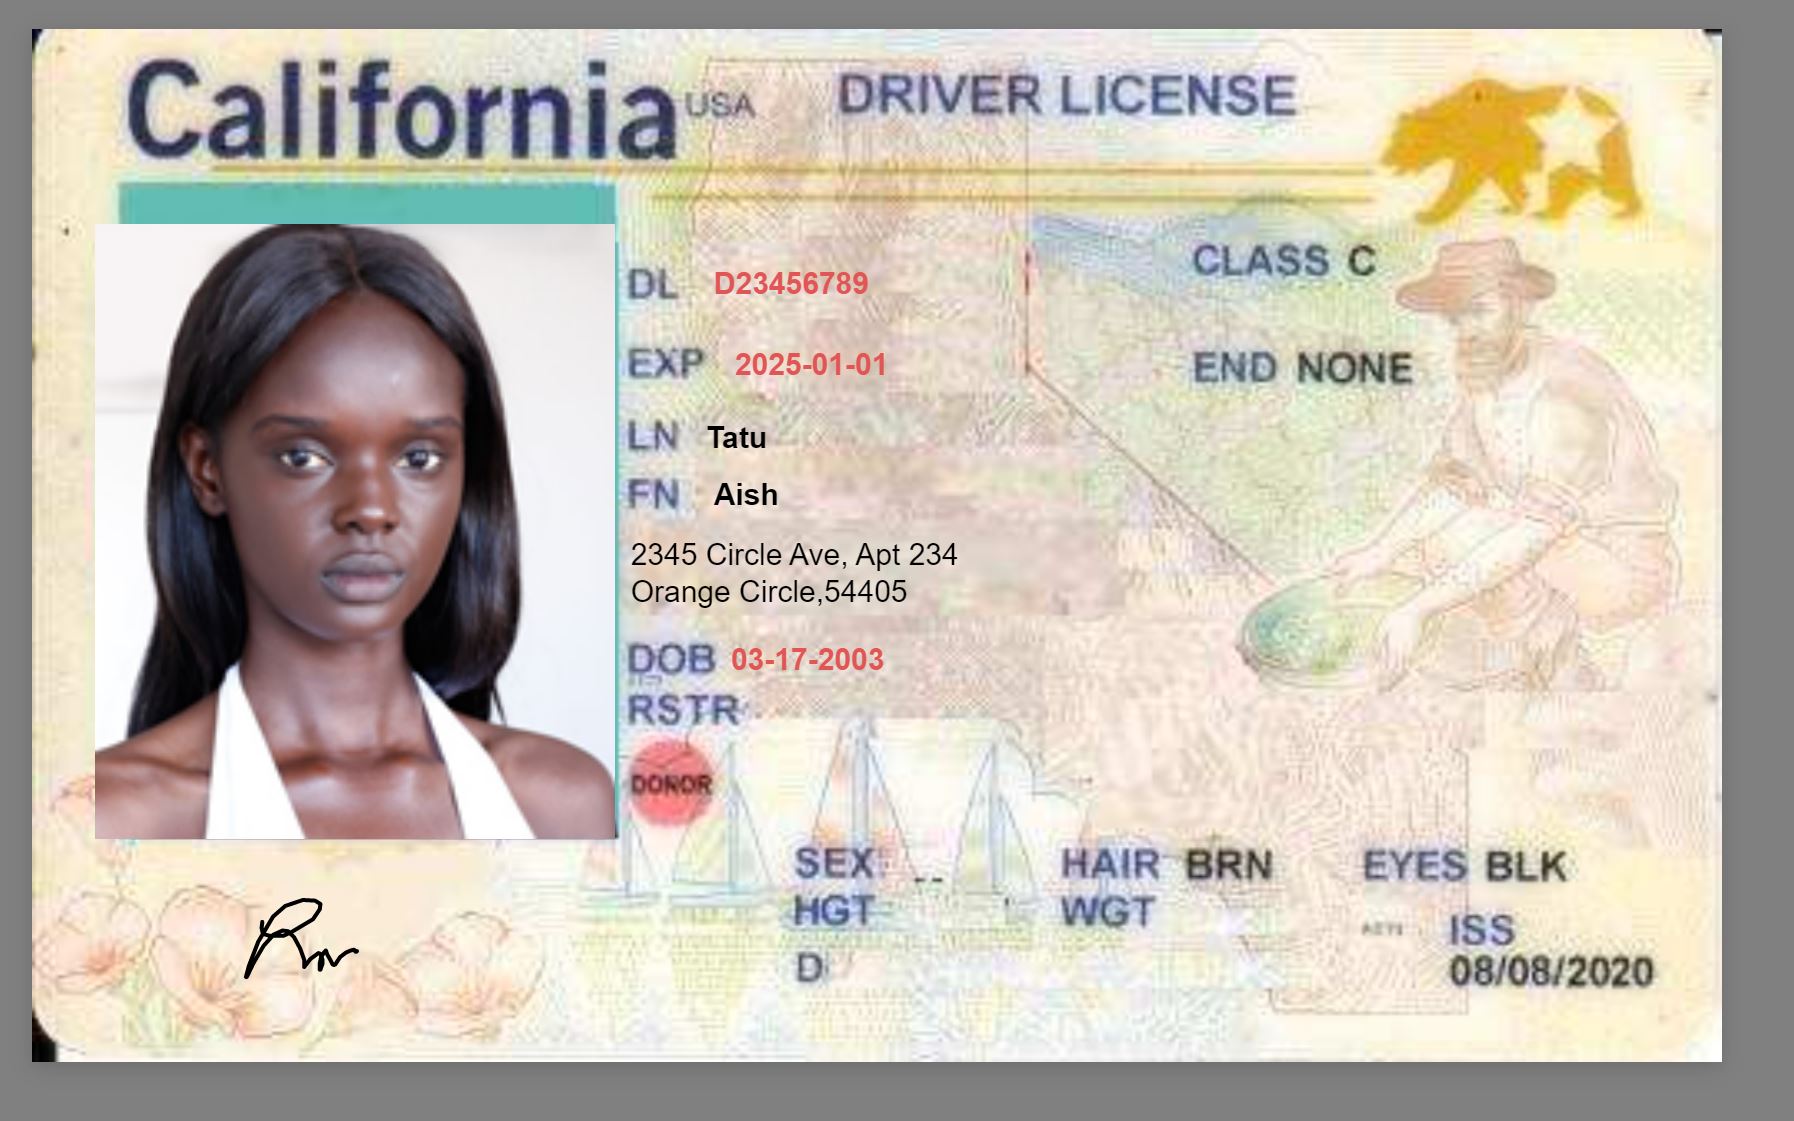 California USA DRIVER LICENSE
DL D23456789
CLASS C
EXP 2025-01-01
END NONE
LN Tatu
FN Aish
2345 Circle Ave, Apt 234
Orange Circle,54405
DOB 03-17-2003
RSTR
DONOR
SEX HAIR BRN EYES BLK
HGT -- WGT
ISS
D 08/08/2020